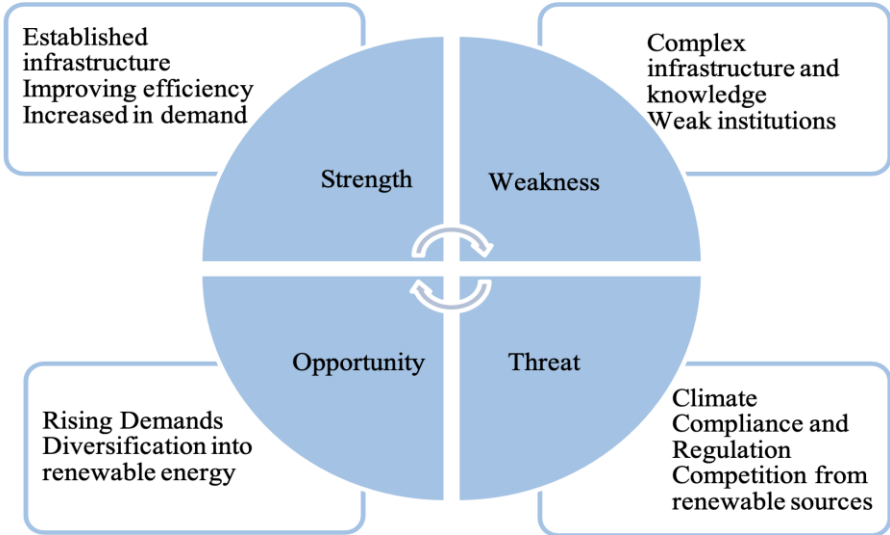 Established
infrastructure
Improving efficiency
Increased in demand
Strength
Complex
infrastructure and
knowledge
Weak institutions
Weakness
Opportunity
Rising Demands
Diversification into
renewable energy
Threat
Climate
Compliance and
Regulation
Competition from
renewable sources